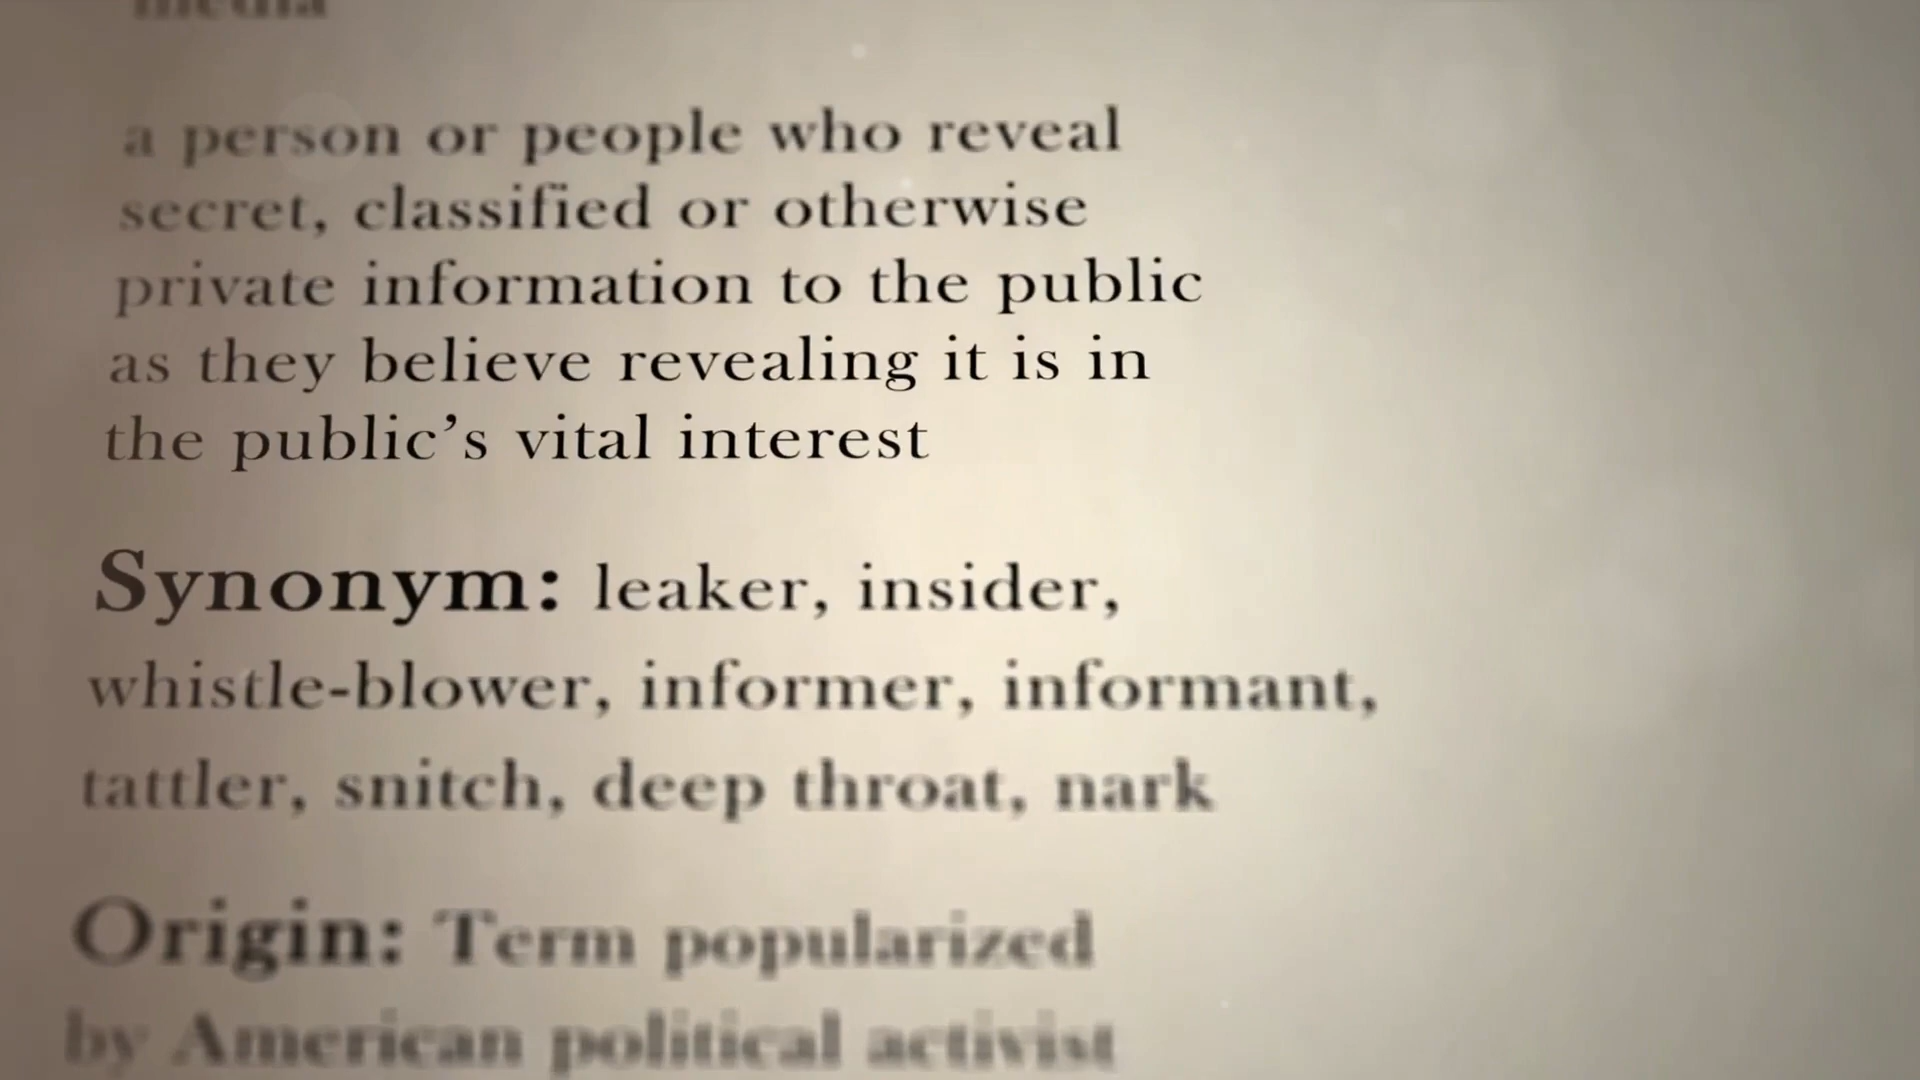 media
a person or people who reveal
secret, classified or otherwise
private information to the public
as they believe revealing it is in
the public’s vital interest
Synonym: leaker, insider,
whistle-blower, informer, informant,
tattler, snitch, deep throat, nark
Origin: Term popularized
by American political activist